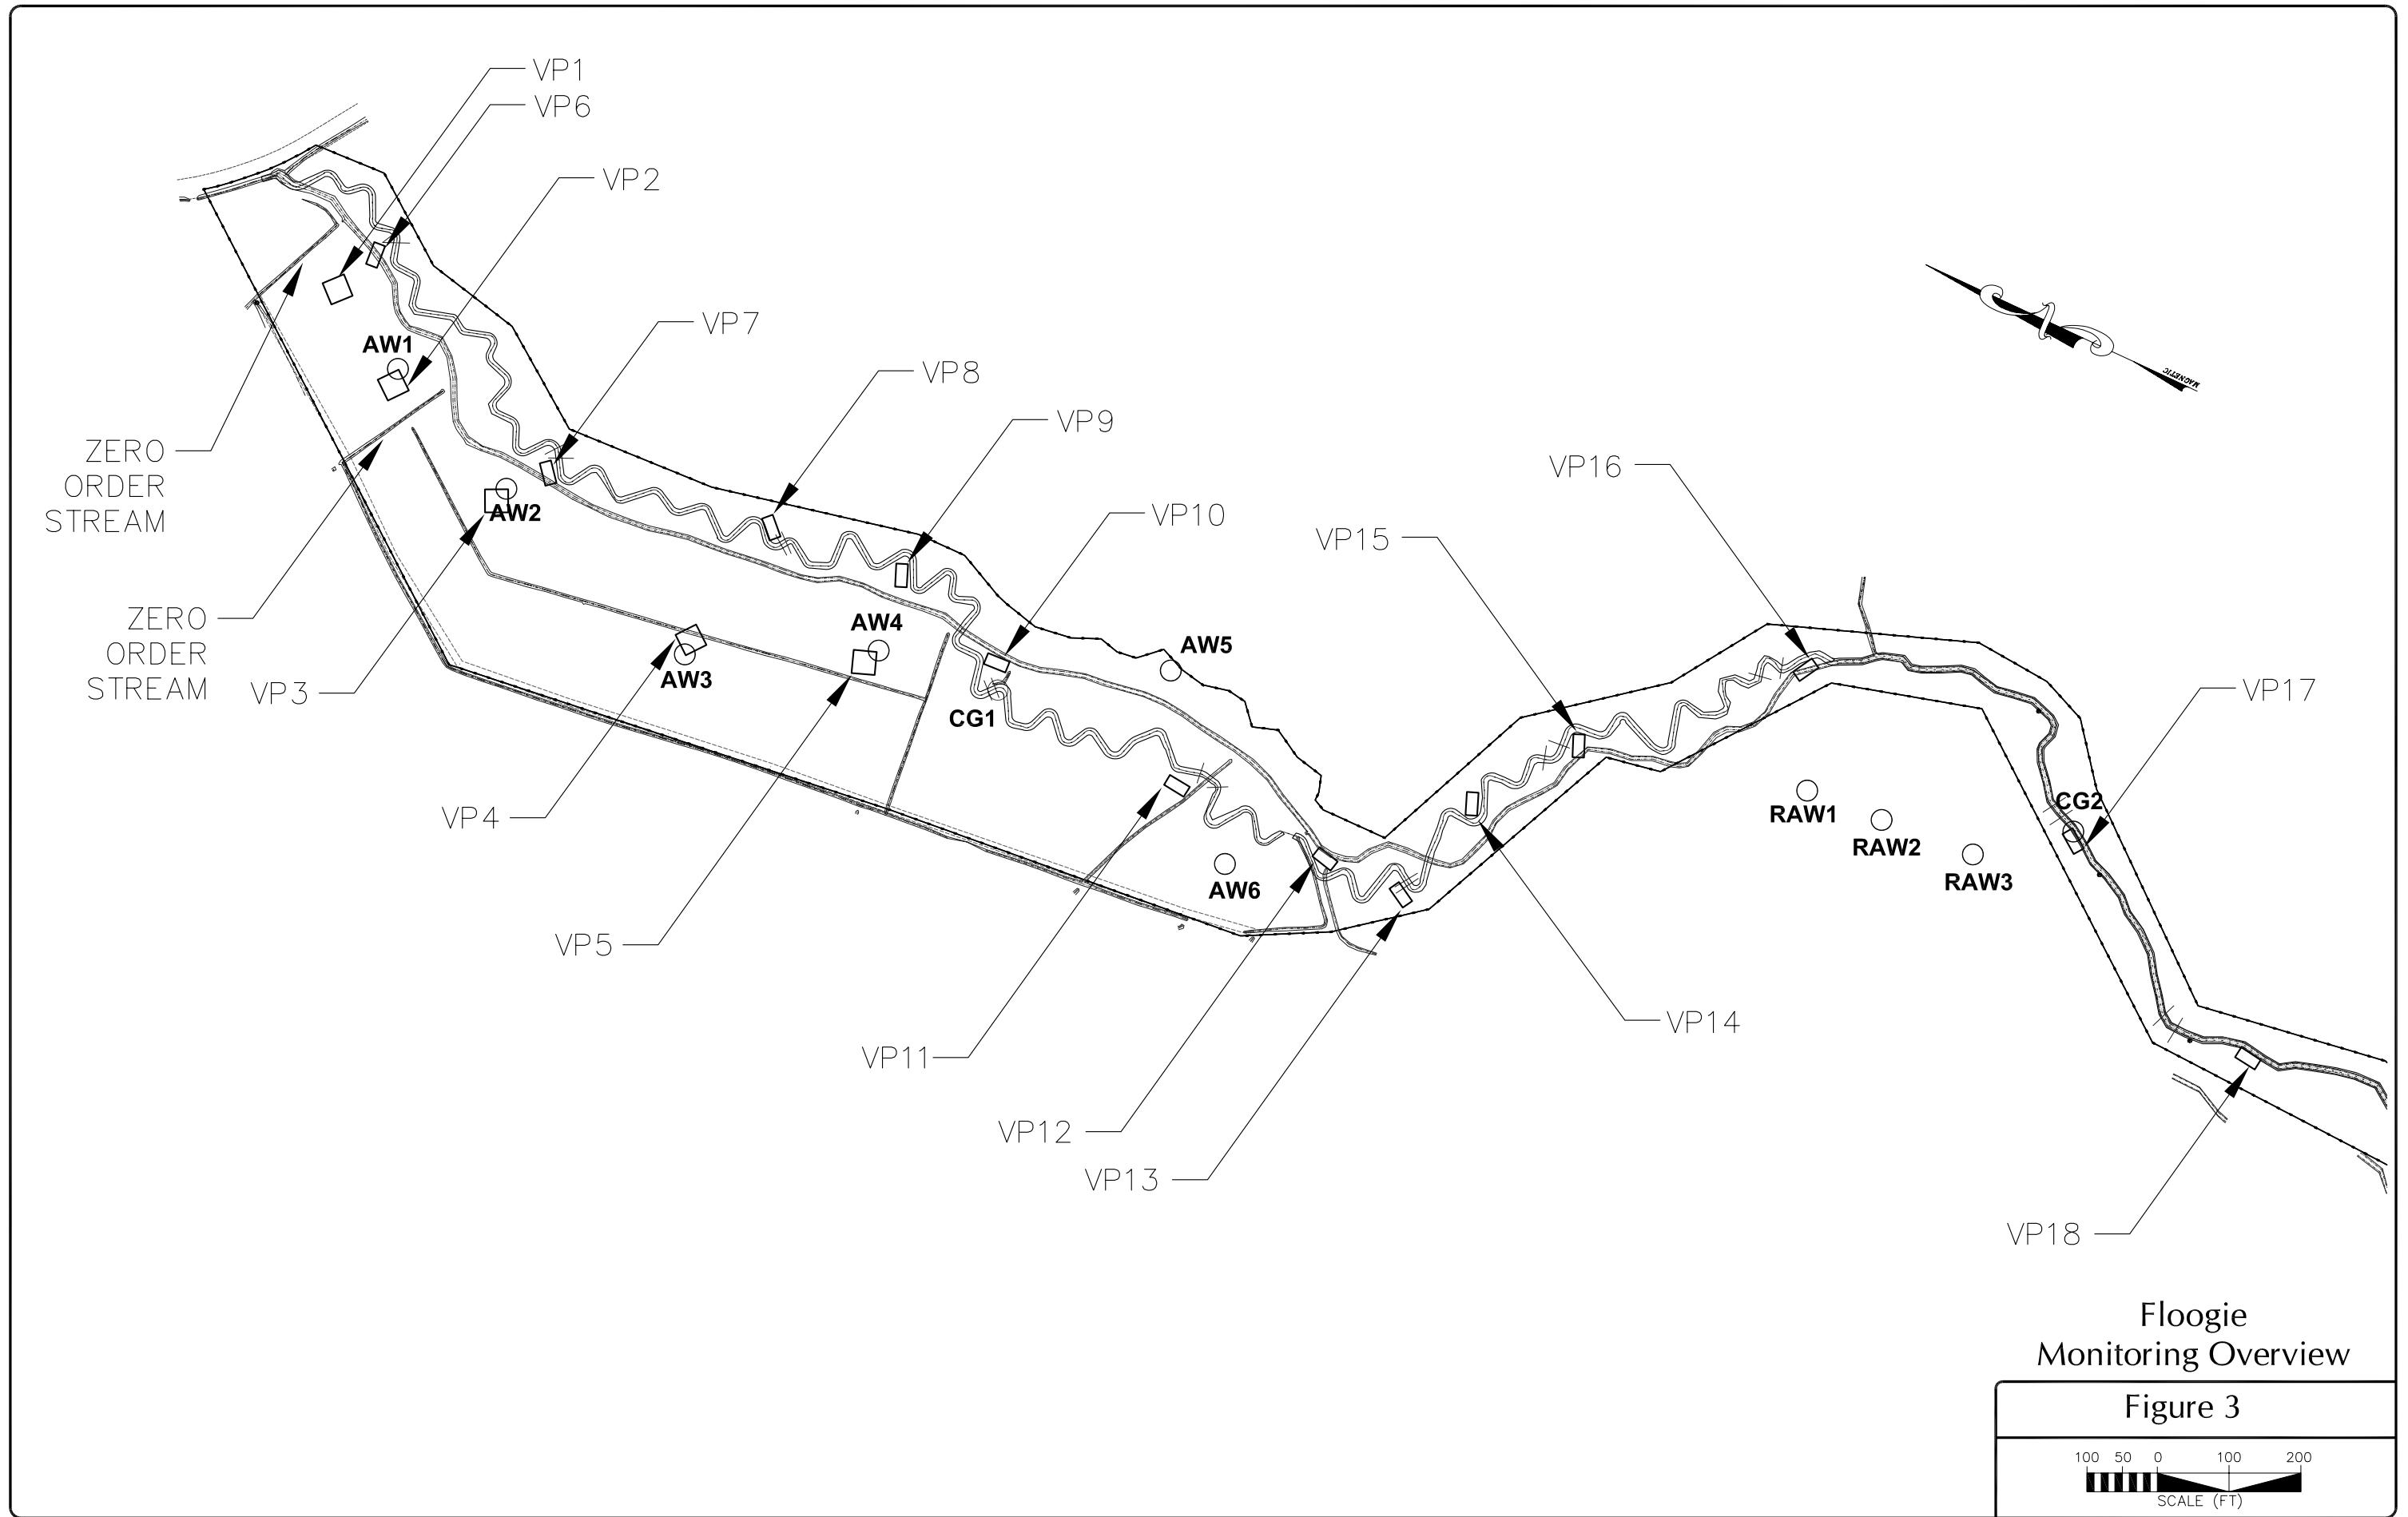 VP1
VP6
VP2
VP7
VP8
VP9
VP10
VP16
VP15
VP17
AW1
AW2
AW3
AW4
AW5
AW6
CG1
CG2
RAW1
RAW2
RAW3
ZERO
ORDER
STREAM
ZERO
ORDER
STREAM
VP3
VP4
VP5
VP11
VP12
VP13
VP14
VP18
MAGNETIC
Floogie
Monitoring Overview
Figure 3
100 50 0 100 200
SCALE (FT)